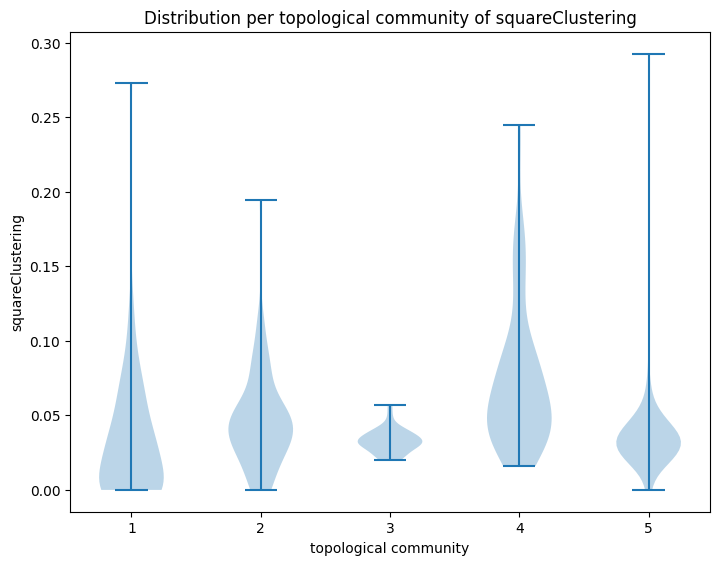 Distribution per topological community of squareClustering
squareClustering
0.30
0.25
0.20
0.15
0.10
0.05
0.00
1 2 3 4 5
topological community